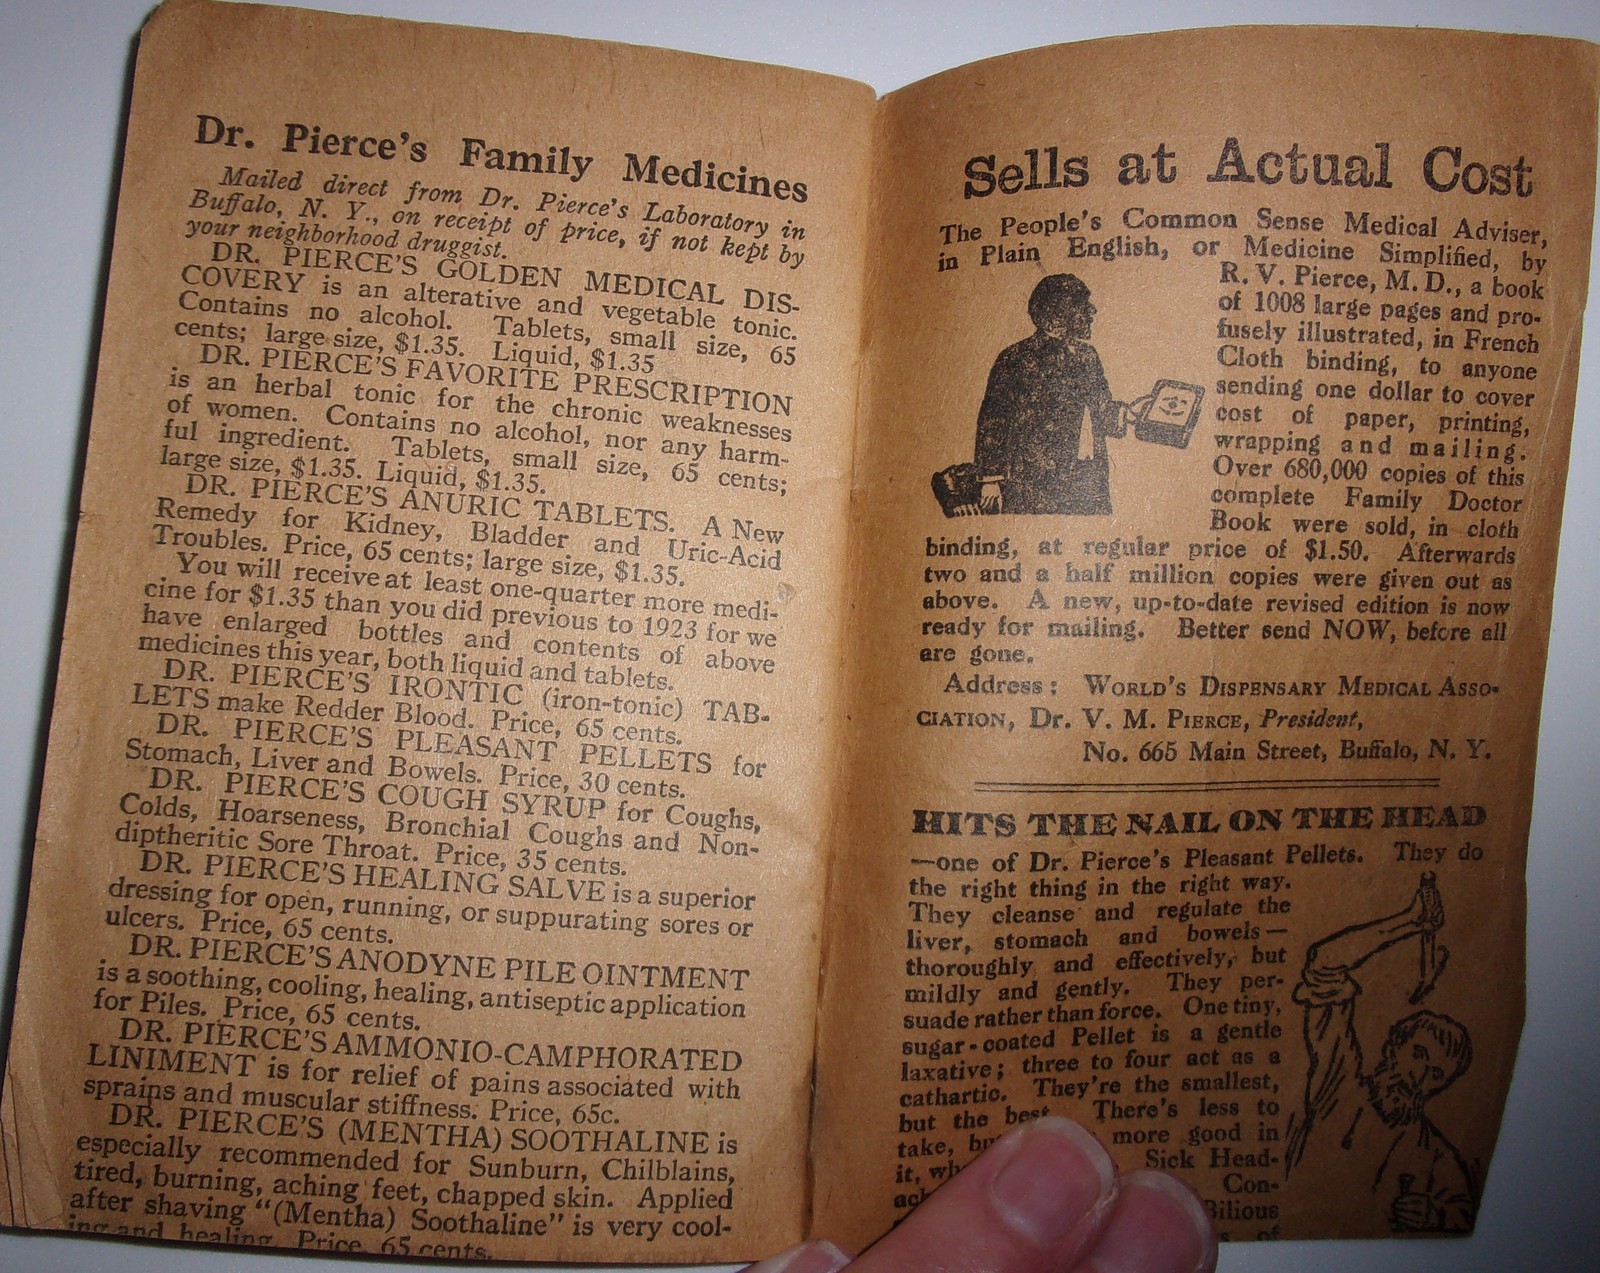 Dr. Pierce's Family Medicines
Mailed direct from Dr. Pierce's Laboratory in
Buffalo, N. Y., on receipt of price, if not kept by
your neighborhood druggist.
DR. PIERCE'S GOLDEN MEDICAL DIS-
COVERY is an alterative and vegetable tonic.
Contains no alcohol. Tablets, small size, 65
cents; large size, $1.35. Liquid, $1.35
DR. PIERCE'S FAVORITE PRESCRIPTION
is an herbal tonic for the chronic weaknesses
of women. Contains no alcohol, nor any harm-
ful ingredient. Tablets, small size, 65 cents;
large size, $1.35. Liquid, $1.35.
DR. PIERCE'S ANURIC TABLETS. A New
Remedy for Kidney, Bladder and Uric-Acid
Troubles. Price, 65 cents; large size, $1.35.
You will receive at least one-quarter more medi-
cine for $1.35 than you did previous to 1923 for we
have enlarged bottles and contents of above
medicines this year, both liquid and tablets.
DR. PIERCE'S IRONTIC (iron-tonic) TAB-
LETS make Redder Blood. Price, 65 cents.
DR. PIERCE'S PLEASANT PELLETS for
Stomach, Liver and Bowels. Price, 30 cents.
DR. PIERCE'S COUGH SYRUP for Coughs,
Colds, Hoarseness, Bronchial Coughs and Non-
diptheritic Sore Throat. Price, 35 cents.
DR. PIERCE'S HEALING SALVE is a superior
dressing for open, running, or suppurating sores or
ulcers. Price, 65 cents.
DR. PIERCE'S ANODYNE PILE OINTMENT
is a soothing, cooling, healing, antiseptic application
for Piles. Price, 65 cents.
DR. PIERCE'S AMMONIO-CAMPHORATED
LINIMENT is for relief of pains associated with
sprains and muscular stiffness. Price, 65c.
DR. PIERCE'S (MENTHA) SOOTHALINE is
especially recommended for Sunburn, Chilblains,
tired, burning, aching feet, chapped skin. Applied
after shaving "(Mentha) Soothaline" is very cool-
ing and healing. Price, 65 cents.
Sells at Actual Cost
The People's Common Sense Medical Adviser,
in Plain English, or Medicine Simplified, by
R. V. Pierce, M. D., a book
of 1008 large pages and pro-
fusely illustrated, in French
Cloth binding, to anyone
sending one dollar to cover
cost of paper, printing,
wrapping and mailing.
Over 680,000 copies of this
complete Family Doctor
Book were sold, in cloth
binding, at regular price of $1.50. Afterwards
two and a half million copies were given out as
above. A new, up-to-date revised edition is now
ready for mailing. Better send NOW, before all
are gone.
Address: WORLD'S DISPENSARY MEDICAL ASSO-
CIATION, DR. V. M. PIERCE, President,
No. 665 Main Street, Buffalo, N. Y.
HITS THE NAIL ON THE HEAD
—one of Dr. Pierce's Pleasant Pellets. They do
the right thing in the right way.
They cleanse and regulate the
liver, stomach and bowels—
thoroughly and effectively, but
mildly and gently. They per-
suade rather than force. One tiny,
sugar-coated Pellet is a gentle
laxative; three to four act as a
cathartic. They're the smallest,
but the best. There's less to
take, more good in
it, Sick Head-
Con-
Bilious
of